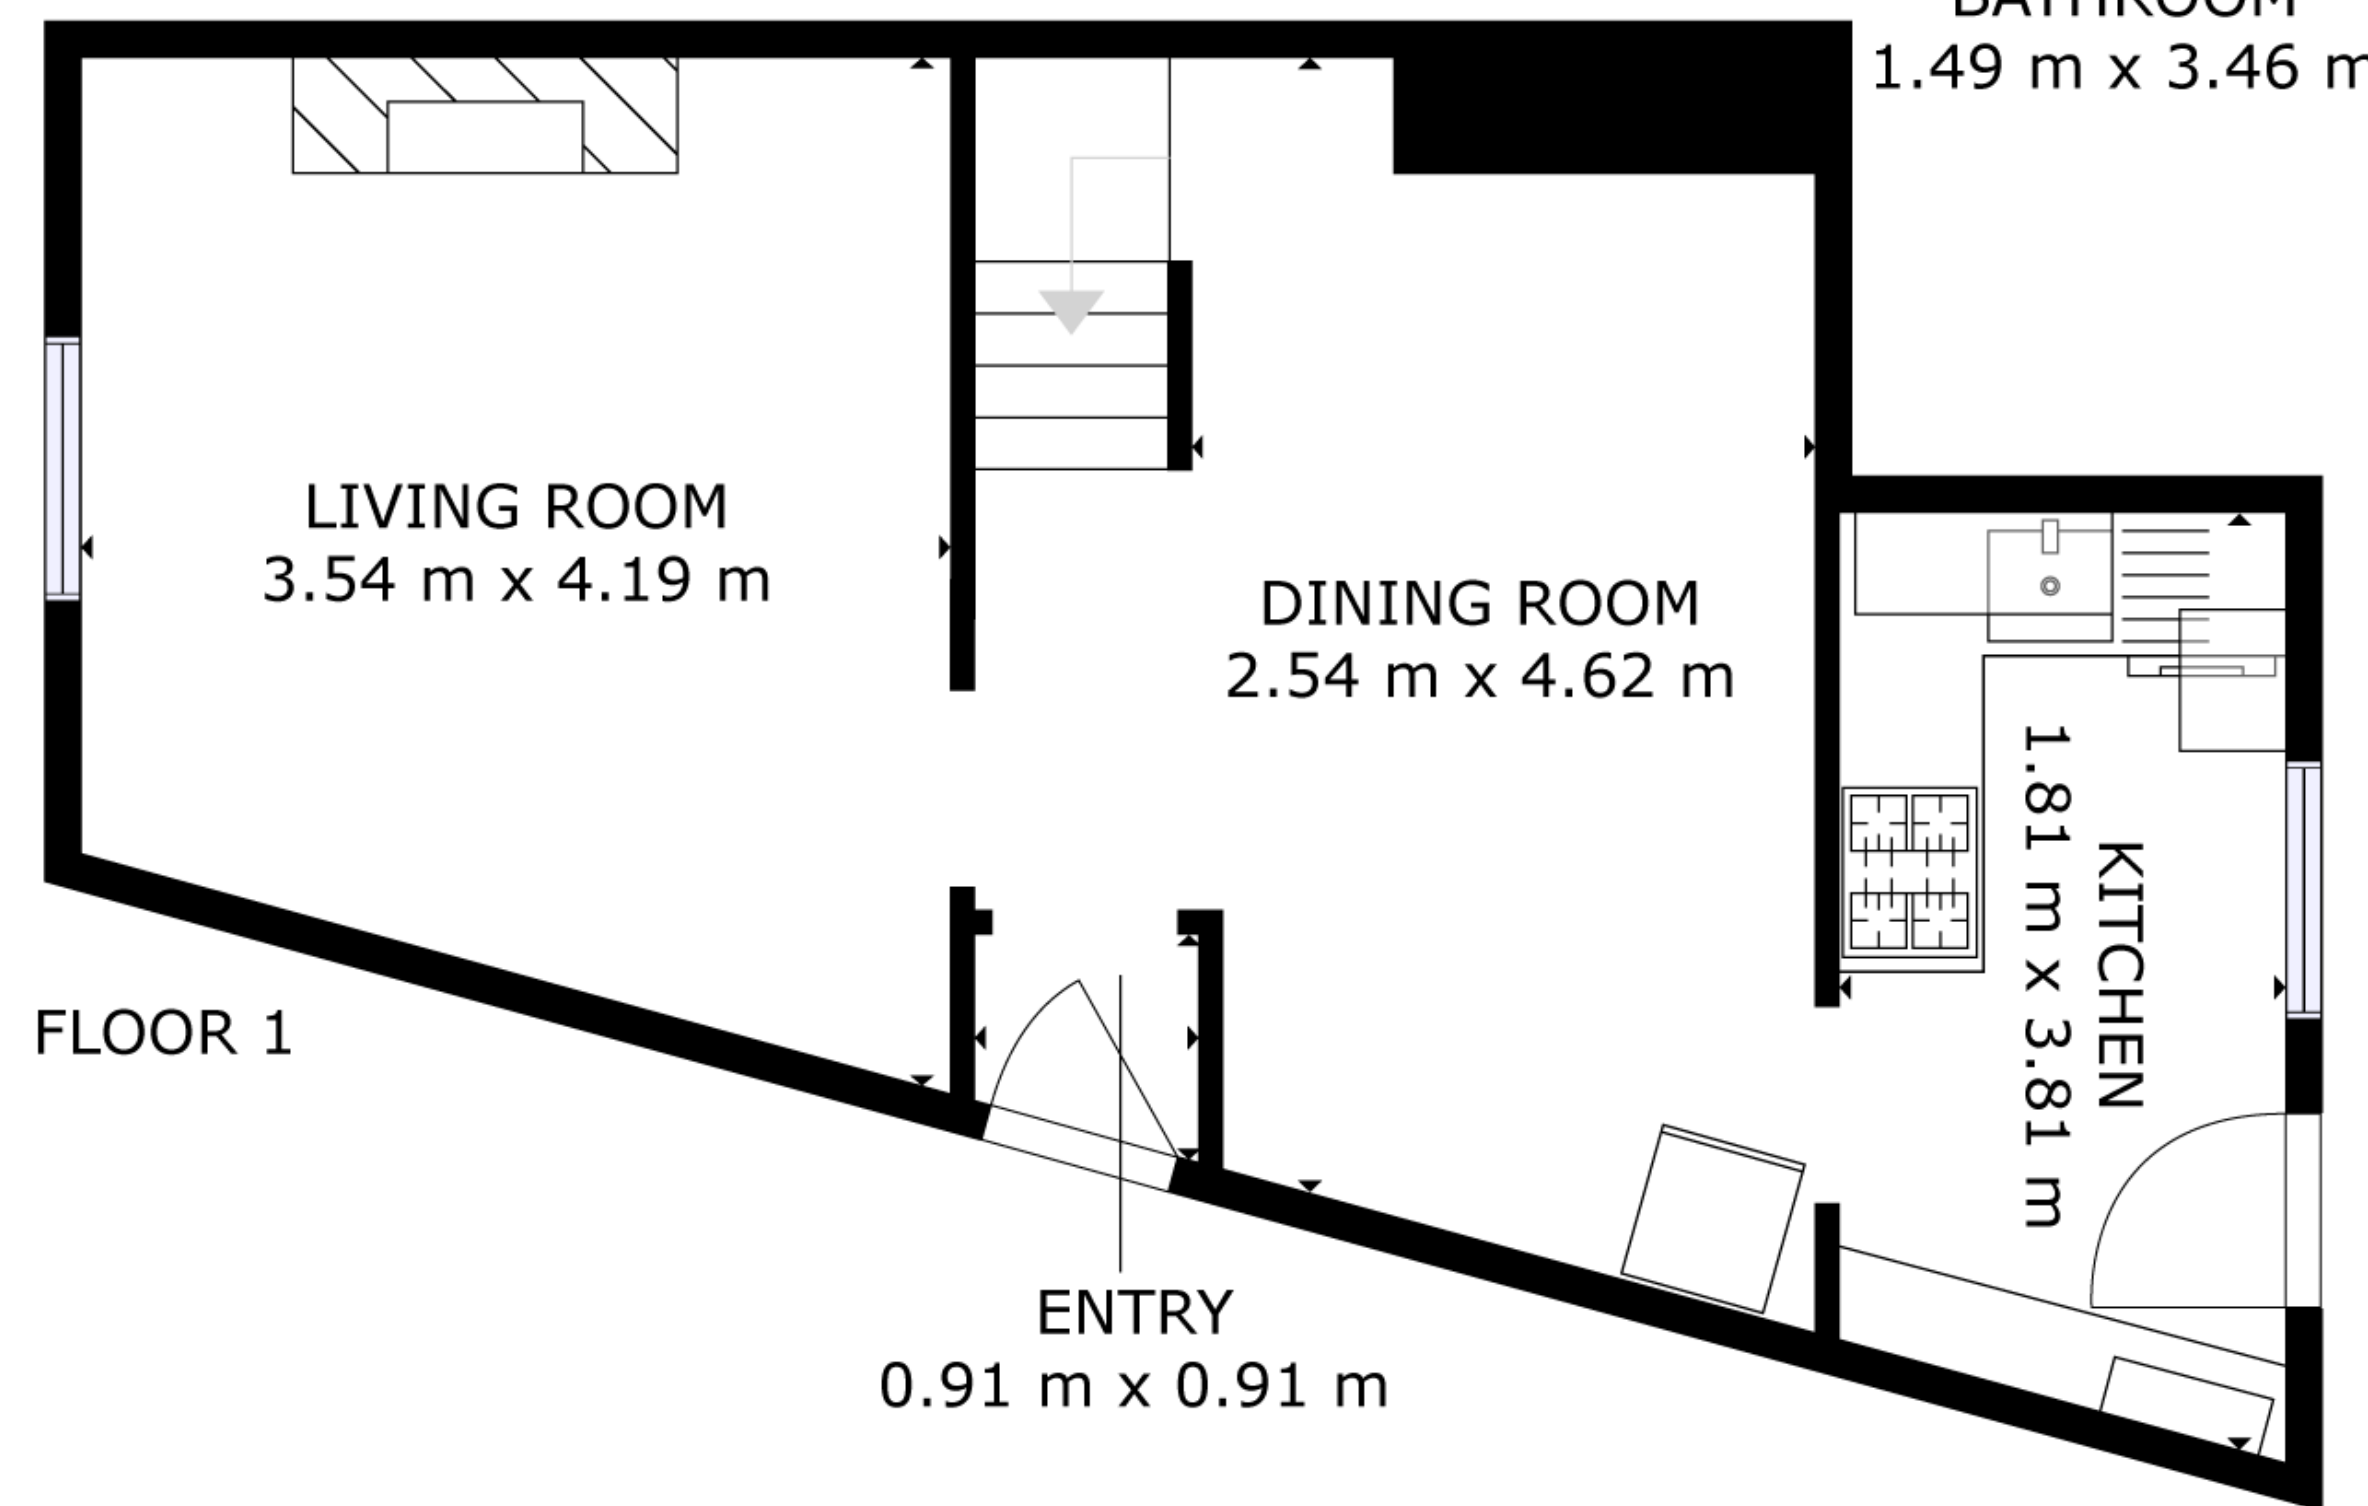 BATHROOM
1.49 m x 3.46 m
LIVING ROOM
3.54 m x 4.19 m
DINING ROOM
2.54 m x 4.62 m
KITCHEN
1.81 m x 3.81 m
FLOOR 1
ENTRY
0.91 m x 0.91 m